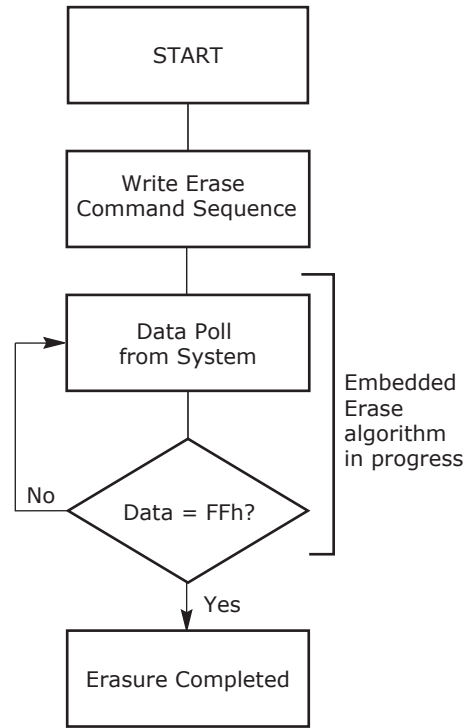 START
Write Erase
Command Sequence
Data Poll
from System
Embedded
Erase
algorithm
in progress
No
Data = FFh?
Yes
Erasure Completed